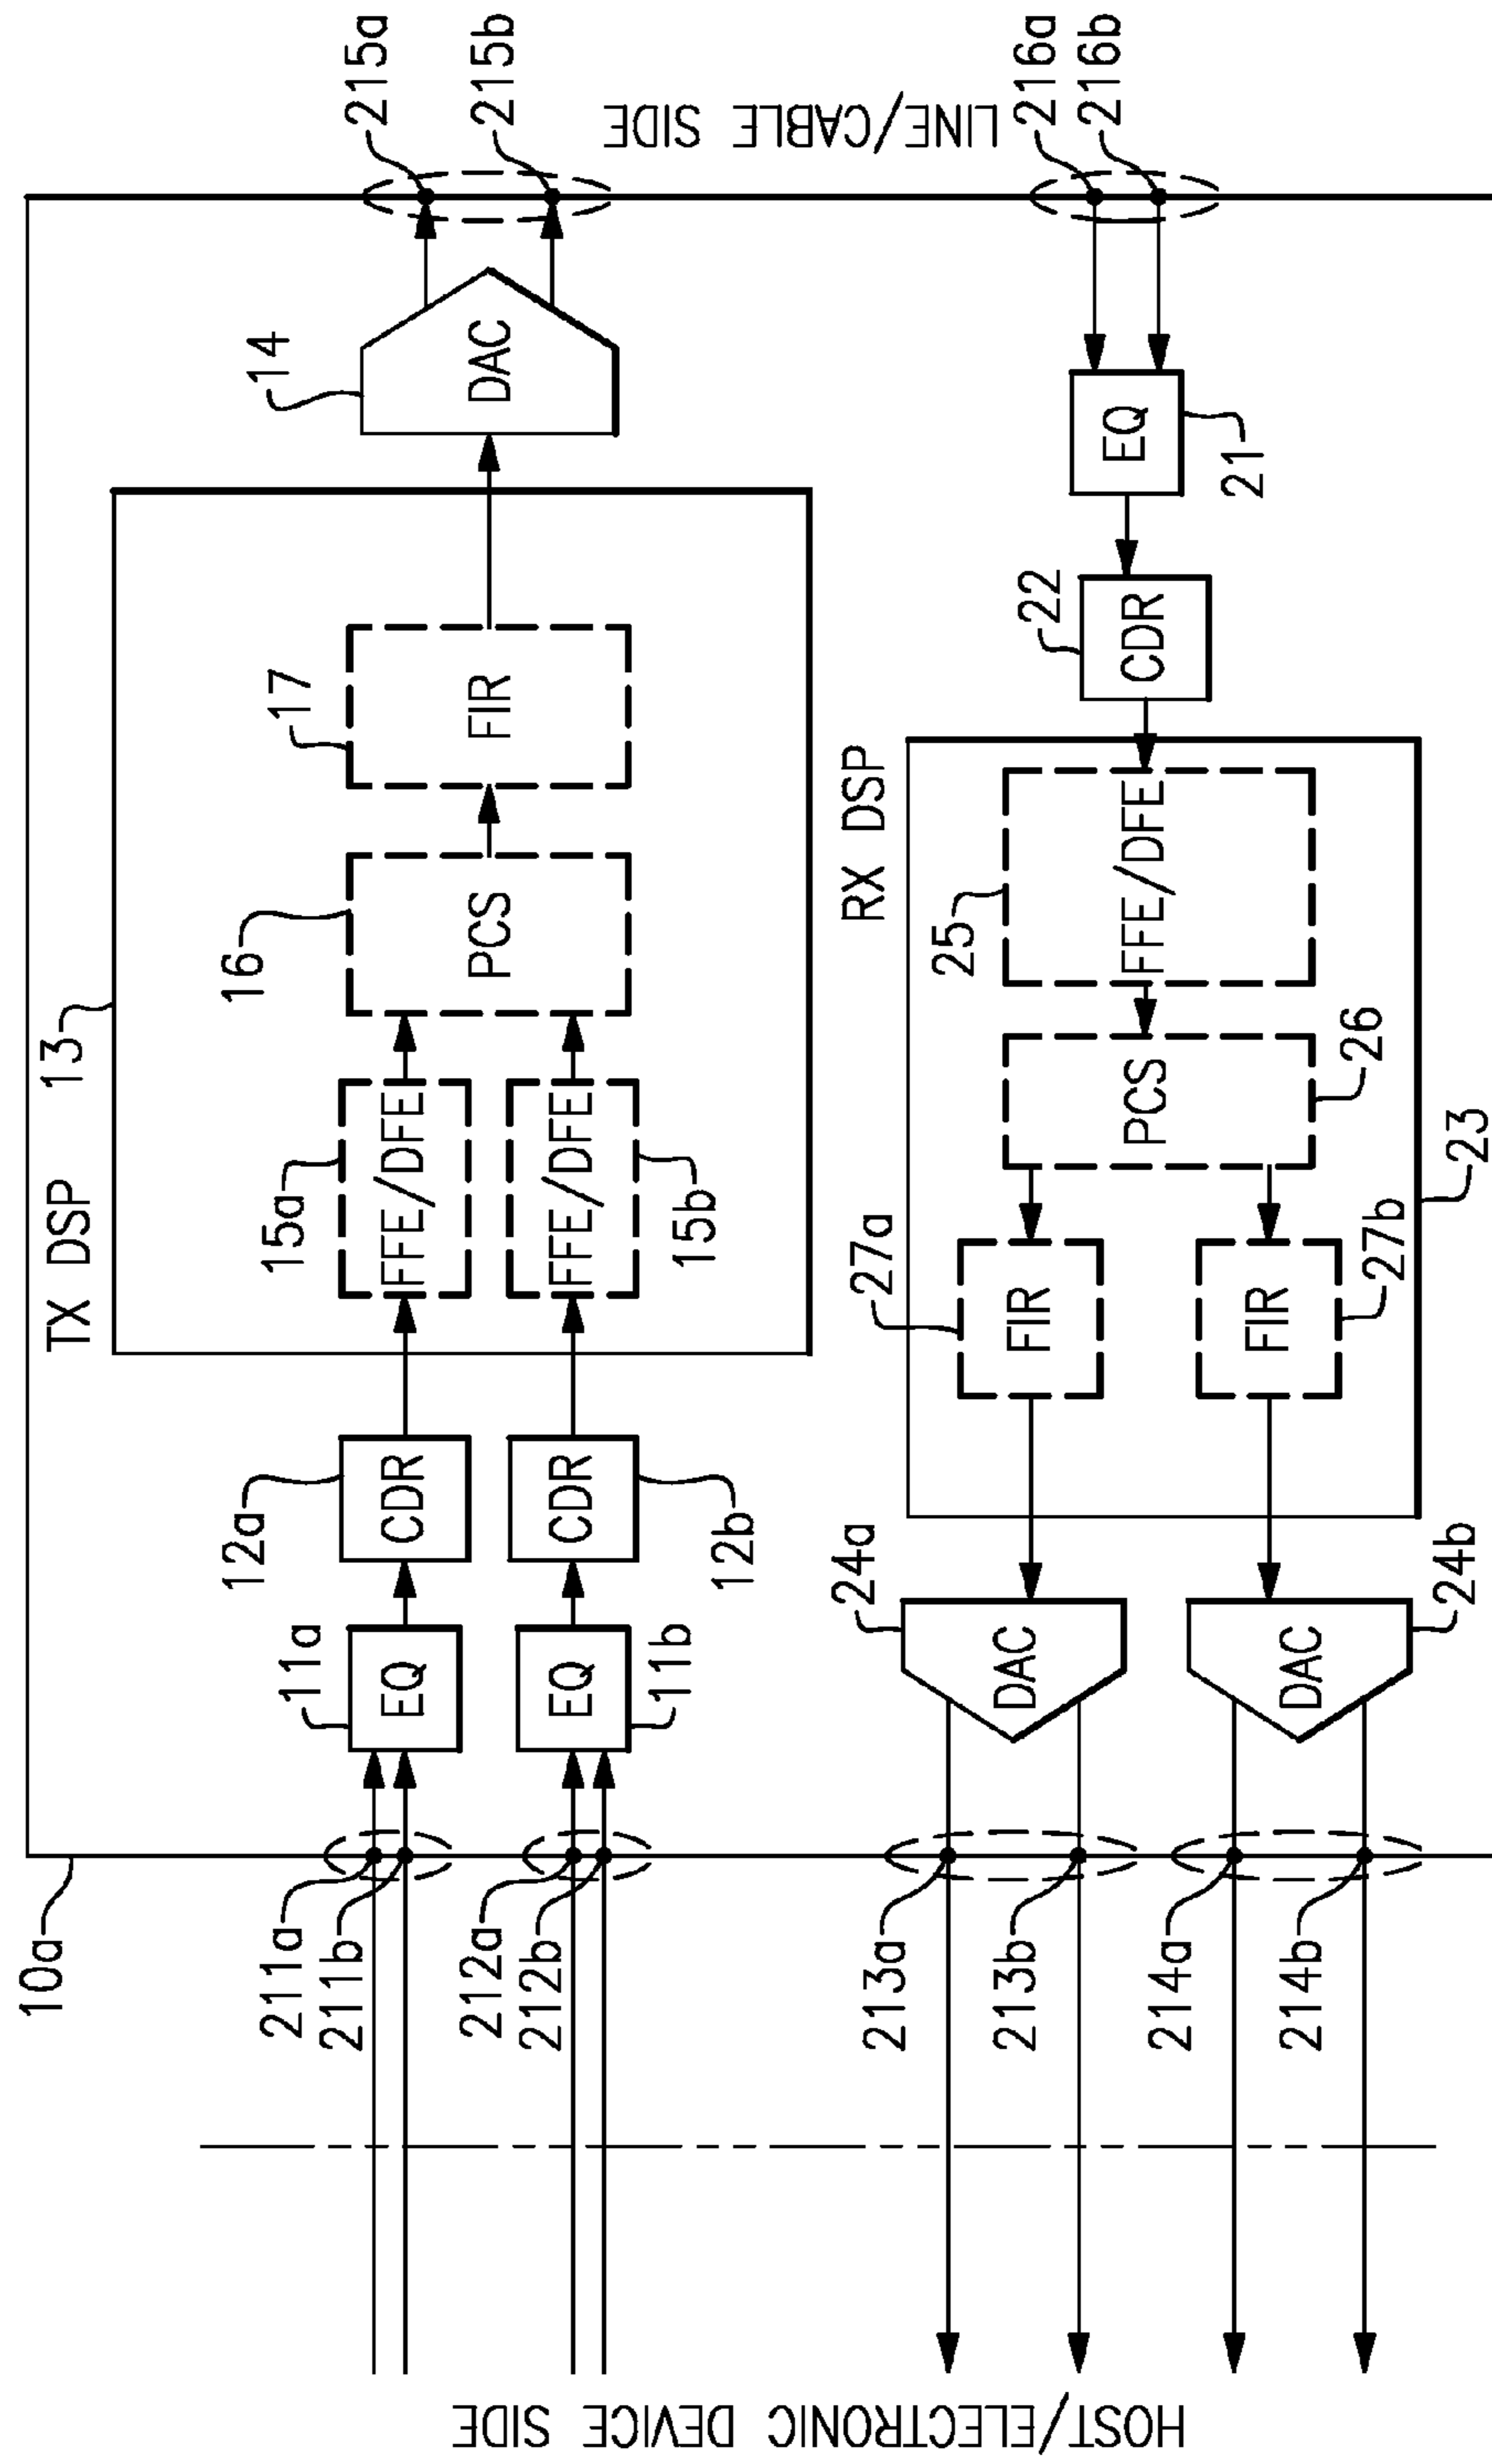 10a
TX DSP
13
211a
211b
212a
212b
11a
EQ
11b
EQ
12a
CDR
12b
CDR
15a
FFE/DFE
15b
FFE/DFE
16
PCS
17
FIR
14
DAC
215a
215b
LINE/CABLE SIDE
216a
216b
EQ
21
22
CDR
RX DSP
25
FFE/DFE
PCS
26
23
27a
FIR
27b
FIR
24a
DAC
24b
DAC
213a
213b
214a
214b
HOST/ELECTRONIC DEVICE SIDE